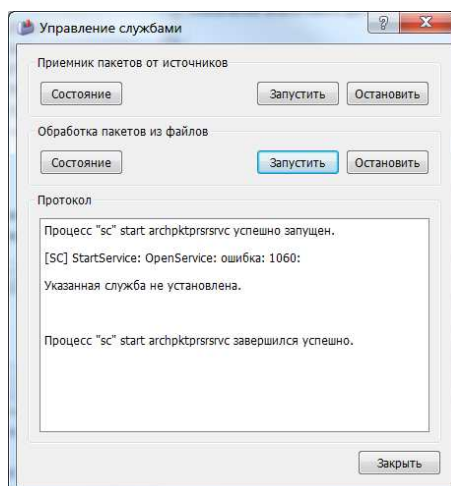 Управление службами
Приемник пакетов от источников
Состояние Запустить Остановить
Обработка пакетов из файлов
Состояние Запустить Остановить
Протокол
Процесс "sc" start archpktprsrsrvc успешно запущен.
[SC] StartService: OpenService: ошибка: 1060:
Указанная служба не установлена.
Процесс "sc" start archpktprsrsrvc завершился успешно.
Закрыть